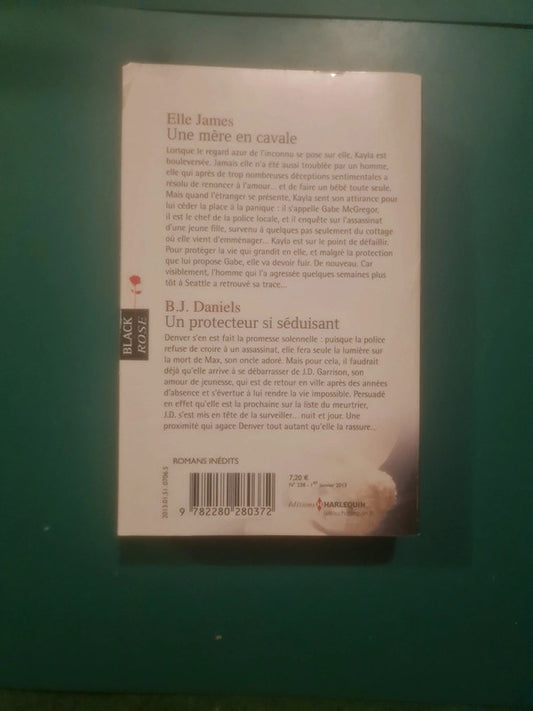 Elle James
Une mère en cavale
Lorsque le regard azur de l'inconnu se pose sur elle, Kayla est
bouleversée. Jamais elle n'a été aussi troublée par un homme,
elle qui après de trop nombreuses déceptions sentimentales a
résolu de renoncer à l'amour... et de faire un bébé toute seule.
Mais quand l'étranger se présente, Kayla sent son attirance pour
lui céder la place à la panique : il s'appelle Gabe McGregor,
il est le chef de la police locale, et il enquête sur l'assassinat
d'une jeune fille, survenu à quelques pas seulement du cottage
où elle vient d'emménager... Kayla est sur le point de défaillir.
Pour protéger la vie qui grandit en elle, et malgré la protection
que lui propose Gabe, elle va devoir fuir. De nouveau. Car
visiblement, l'homme qui l'a agressée quelques semaines plus
tôt à Seattle a retrouvé sa trace...
B.J. Daniels
Un protecteur si séduisant
Denver s'en est fait la promesse solennelle : puisque la police
refuse de croire à un assassinat, elle fera seule la lumière sur
la mort de Max, son oncle adoré. Mais pour cela, il faudrait
déjà qu'elle arrive à se débarrasser de J.D. Garrison,
son amour de jeunesse, qui est de retour en ville après des années
d'absence et s'évertue à lui rendre la vie impossible. Persuadé
en effet qu'elle est la prochaine sur la liste du meurtrier,
J.D. s'est mis en tête de la surveiller... nuit et jour. Une
proximité qui agace Denver tout autant qu'elle la rassure...
BLACK
ROSE
ROMANS INÉDITS
2013.01.51.0706.5
9 782280 280372
7,20 €
N° 238 - 1er janvier 2013
éditions HARLEQUIN